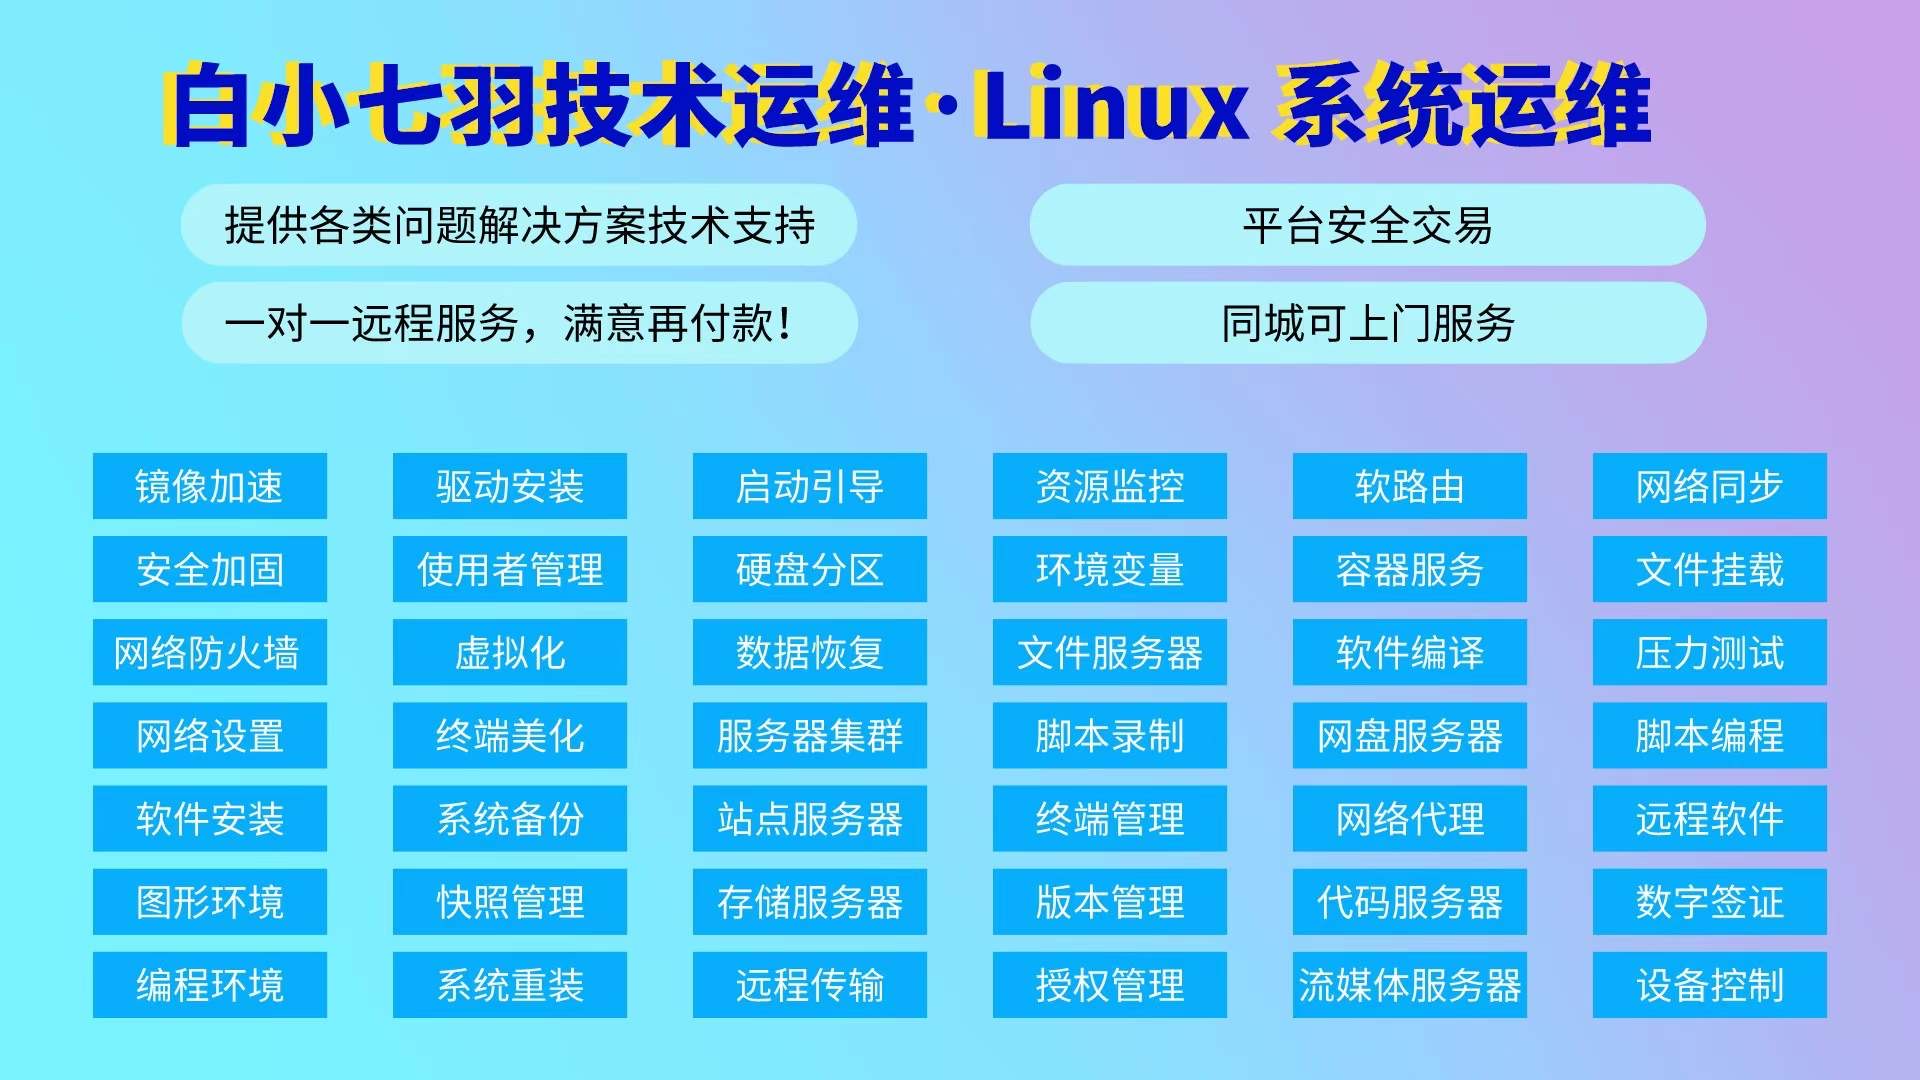 白小七羽技术运维·Linux 系统运维
提供各类问题解决方案技术支持
平台安全交易
一对一远程服务，满意再付款！
同城可上门服务
镜像加速
驱动安装
启动引导
资源监控
软路由
网络同步
安全加固
使用者管理
硬盘分区
环境变量
容器服务
文件挂载
网络防火墙
虚拟化
数据恢复
文件服务器
软件编译
压力测试
网络设置
终端美化
服务器集群
脚本录制
网盘服务器
脚本编程
软件安装
系统备份
站点服务器
终端管理
网络代理
远程软件
图形环境
快照管理
存储服务器
版本管理
代码服务器
数字签证
编程环境
系统重装
远程传输
授权管理
流媒体服务器
设备控制